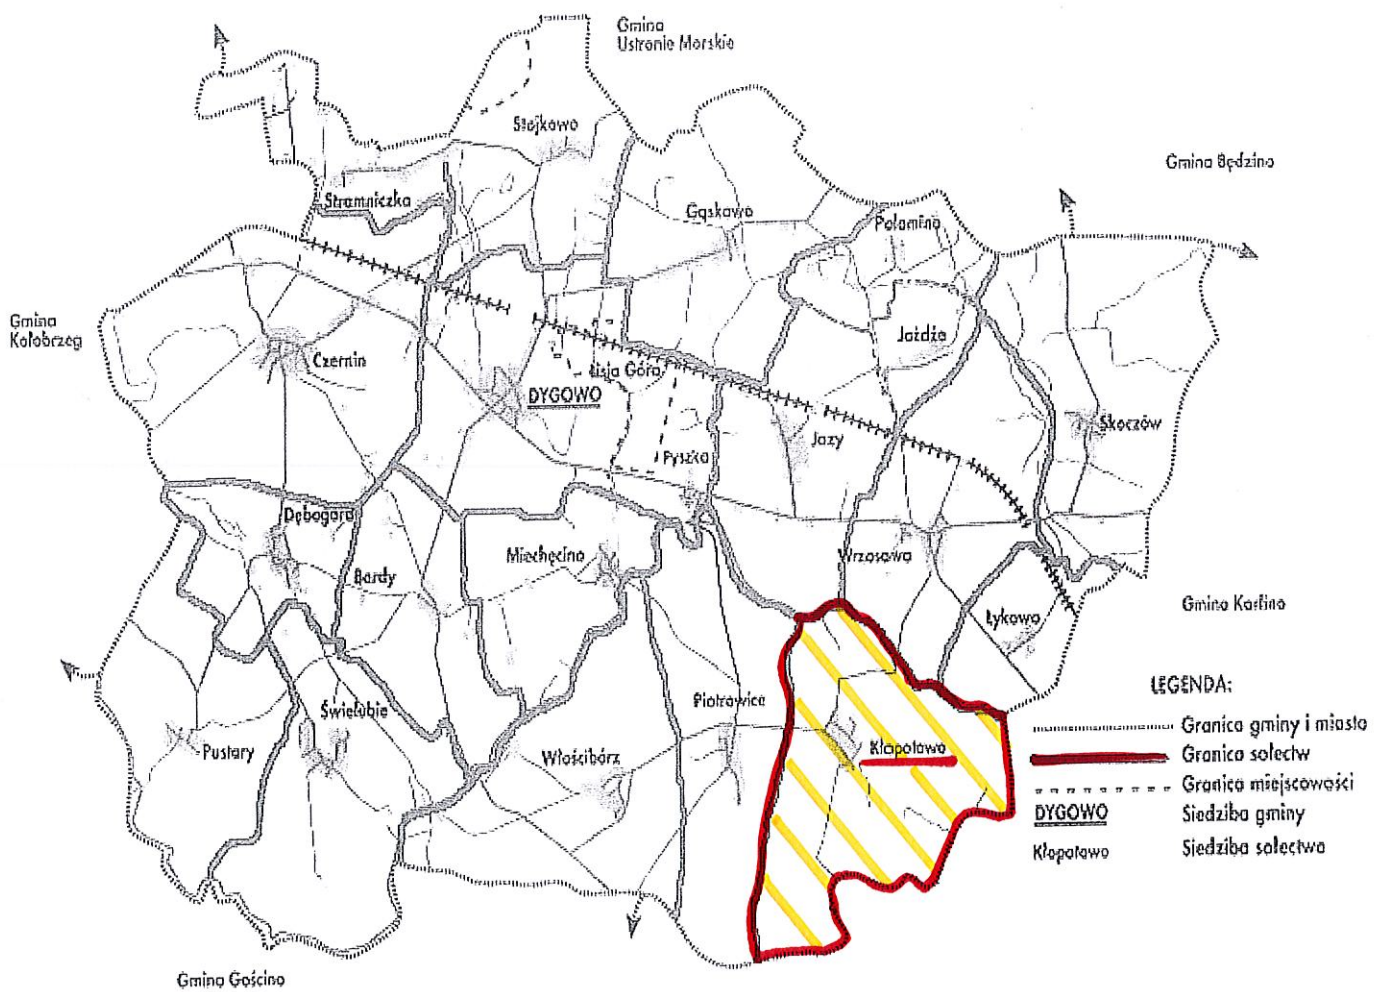 Gmina
Ustronie Morskie
Stojkowo
Gmina Będzino
Stramniczka
Gąskowo
Połomino
Gmina
Kołobrzeg
Czernin
Lisia Góra
DYGOWO
Jażdże
Jazy
Skoczów
Pyszka
Dębogard
Miechęcino
Wrzosowo
Bardy
Gmina Karlino
Łykowo
LEGENDA:
Piotrowice
Świelubie
Pustary
Włościbórz
Kłopotowo
Granica gminy i miasta
Granica sołectw
Granica miejscowości
DYGOWO Siedziba gminy
Kłopotowo Siedziba sołectwa
Gmina Gościno